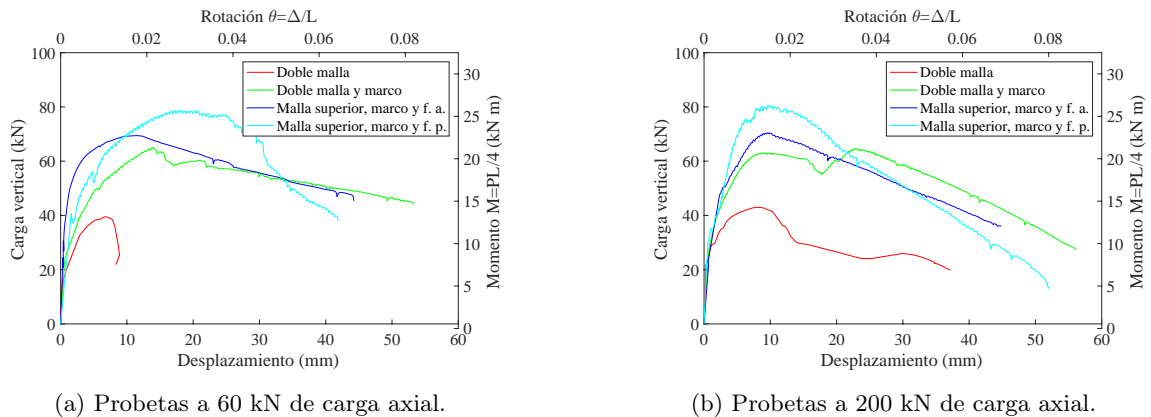 Rotación θ=Δ/L
0 0.02 0.04 0.06 0.08
Carga vertical (kN)
100
80
60
40
20
0
Doble malla
Doble malla y marco
Malla superior, marco y f. a.
Malla superior, marco y f. p.
30
25
20
15
10
5
0
Momento M=PL/4 (kN m)
0 10 20 30 40 50 60
Desplazamiento (mm)
(a) Probetas a 60 kN de carga axial.
Rotación θ=Δ/L
0 0.02 0.04 0.06 0.08
Carga vertical (kN)
100
80
60
40
20
0
Doble malla
Doble malla y marco
Malla superior, marco y f. a.
Malla superior, marco y f. p.
30
25
20
15
10
5
0
Momento M=PL/4 (kN m)
0 10 20 30 40 50 60
Desplazamiento (mm)
(b) Probetas a 200 kN de carga axial.